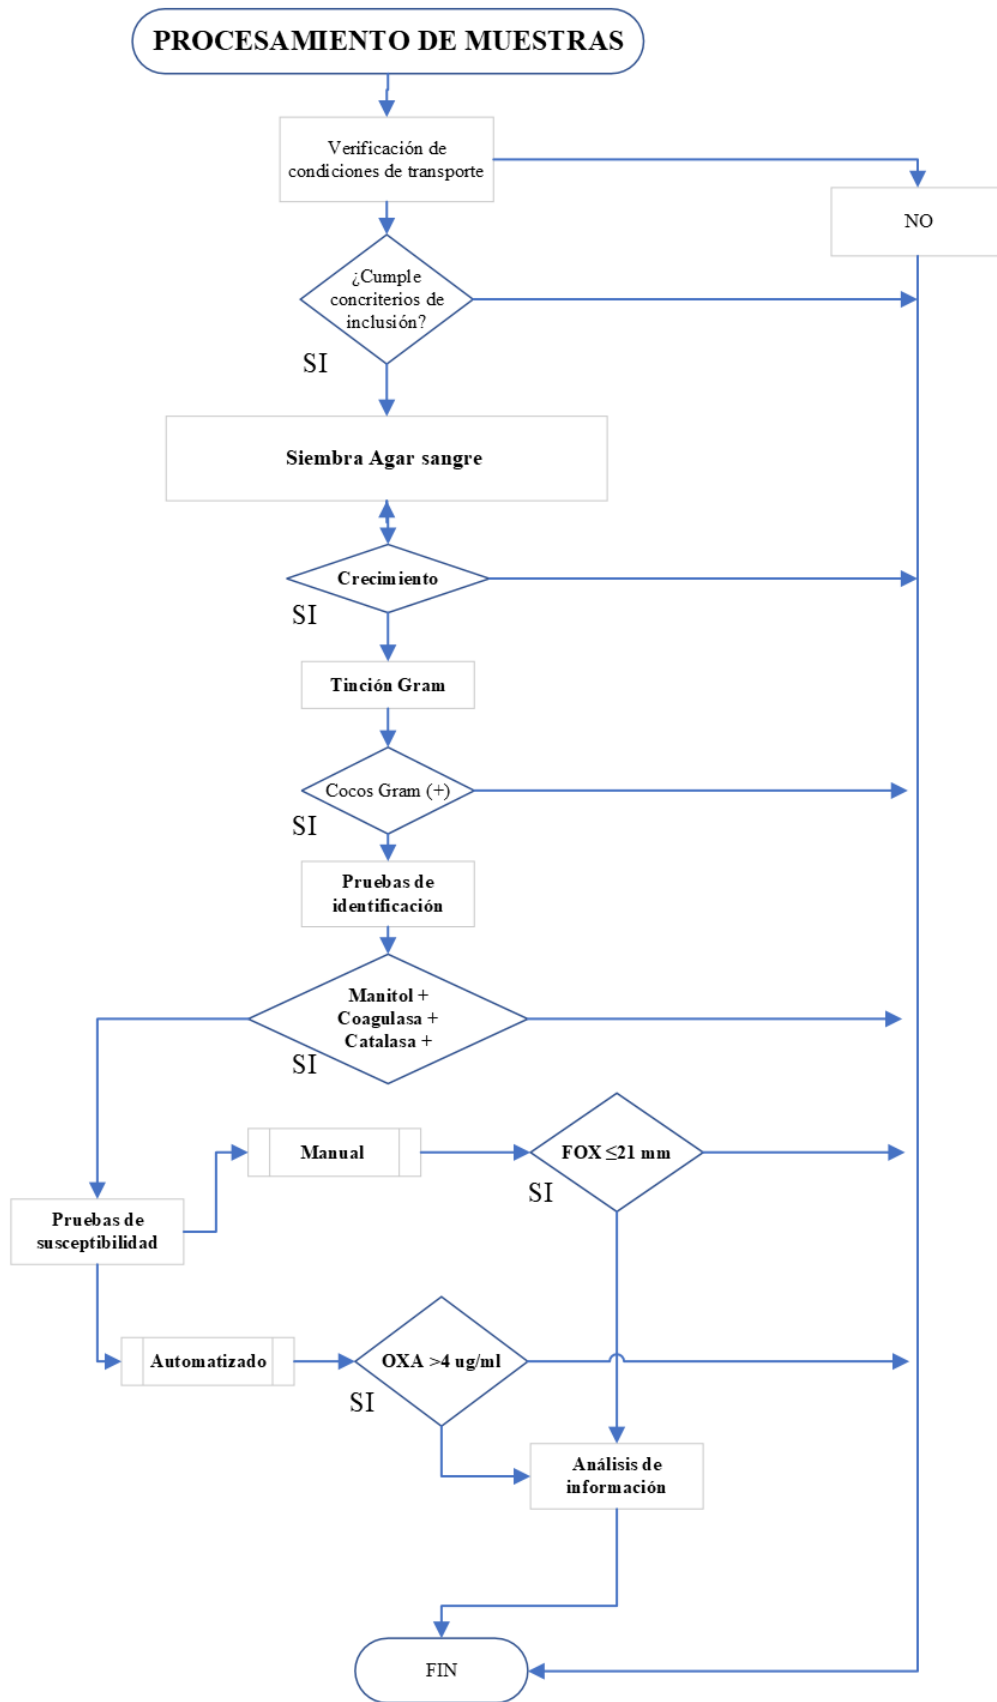 PROCESAMIENTO DE MUESTRAS
Verificación de
condiciones de transporte
NO
¿Cumple
concriterios de
inclusión?
SI
Siembra Agar sangre
Crecimiento
SI
Tinción Gram
Cocos Gram (+)
SI
Pruebas de
identificación
Manitol +
Coagulasa +
Catalasa +
SI
Manual
FOX ≤21 mm
SI
Pruebas de
susceptibilidad
Automatizado
OXA >4 ug/ml
SI
Análisis de
información
FIN